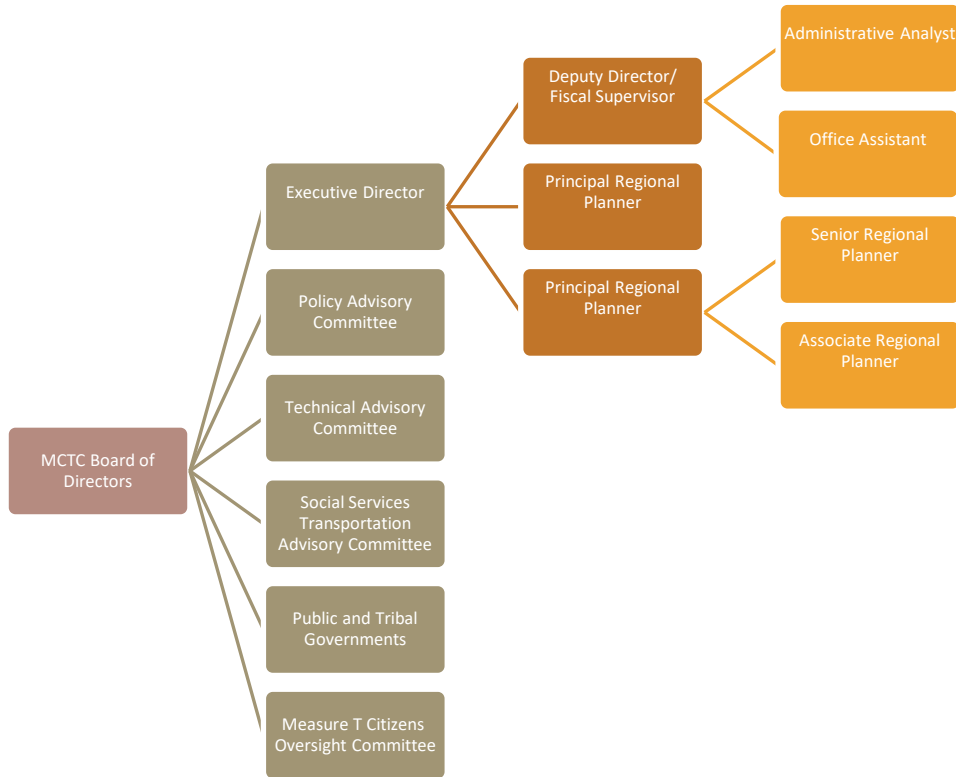 MCTC Board of
Directors
Executive Director
Policy Advisory
Committee
Technical Advisory
Committee
Social Services
Transportation
Advisory Committee
Public and Tribal
Governments
Measure T Citizens
Oversight Committee
Deputy Director/
Fiscal Supervisor
Principal Regional
Planner
Principal Regional
Planner
Administrative Analyst
Office Assistant
Senior Regional
Planner
Associate Regional
Planner